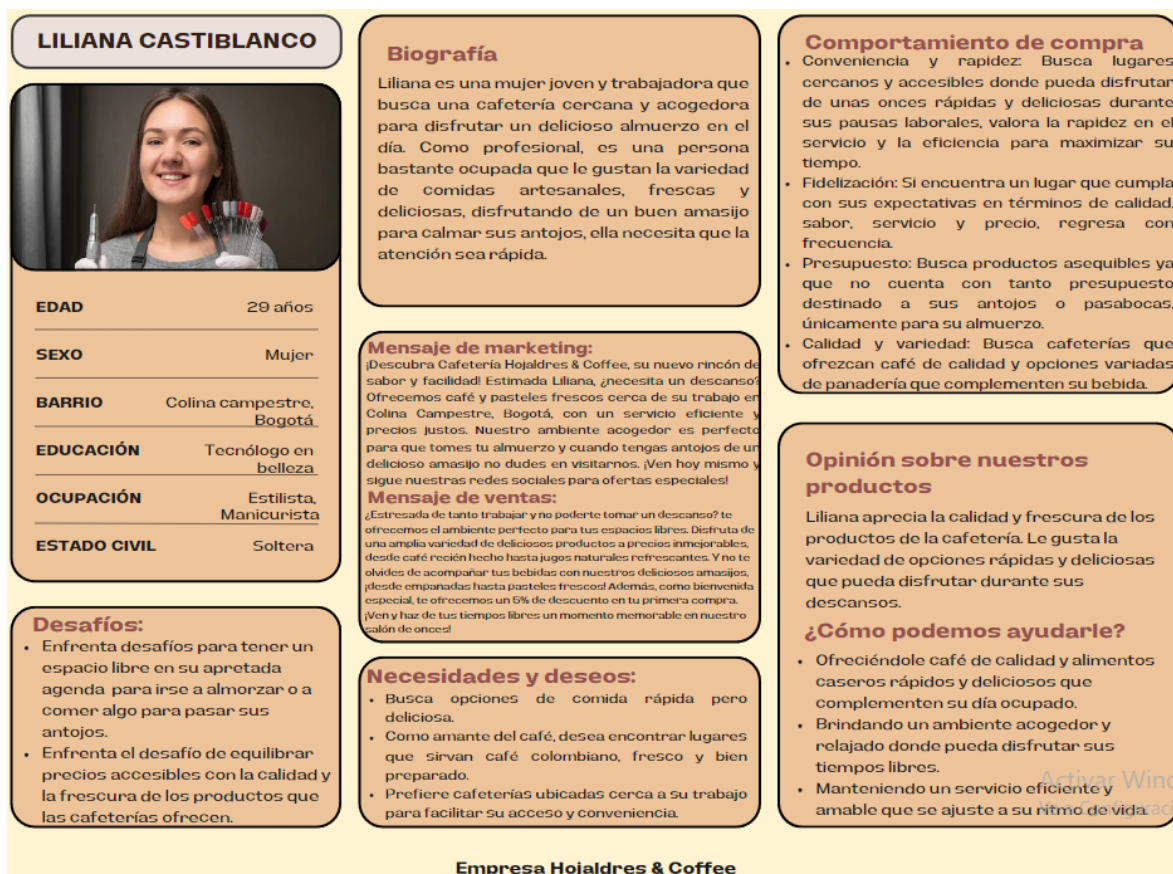 LILIANA CASTIBLANCO
EDAD 29 años
SEXO Mujer
BARRIO Colina campestre,
Bogotá
EDUCACIÓN Tecnólogo en
belleza
OCUPACIÓN Estilista,
Manicurista
ESTADO CIVIL Soltera
Desafíos:
• Enfrenta desafíos para tener un
espacio libre en su apretada
agenda para irse a almorzar o a
comer algo para pasar sus
antojos.
• Enfrenta el desafío de equilibrar
precios accesibles con la calidad y
la frescura de los productos que
las cafeterías ofrecen.
Biografía
Liliana es una mujer joven y trabajadora que
busca una cafetería cercana y acogedora
para disfrutar un delicioso almuerzo en el
día. Como profesional, es una persona
bastante ocupada que le gustan la variedad
de comidas artesanales, frescas y
deliciosas, disfrutando de un buen amasijo
para calmar sus antojos, ella necesita que la
atención sea rápida.
Mensaje de marketing:
¡Descubra Cafetería Hojaldres & Coffee, su nuevo rincón de
sabor y facilidad! Estimada Liliana, ¿necesita un descanso?
Ofrecemos café y pasteles frescos cerca de su trabajo en
Colina Campestre, Bogotá, con un servicio eficiente y
precios justos. Nuestro ambiente acogedor es perfecto
para que tomes tu almuerzo y cuando tengas antojos de un
delicioso amasijo no dudes en visitarnos. ¡Ven hoy mismo y
sigue nuestras redes sociales para ofertas especiales!
Mensaje de ventas:
¿Estresada de tanto trabajar y no poderte tomar un descanso? te
ofrecemos el ambiente perfecto para tus espacios libres. Disfruta de
una amplia variedad de deliciosos productos a precios inmejorables,
desde café recién hecho hasta jugos naturales refrescantes. Y no te
olvides de acompañar tus bebidas con nuestros deliciosos amasijos,
¡desde empanadas hasta pasteles frescos! Además, como bienvenida
especial, te ofrecemos un 5% de descuento en tu primera compra.
¡Ven y haz de tus tiempos libres un momento memorable en nuestro
salón de onces!
Necesidades y deseos:
• Busca opciones de comida rápida pero
deliciosa.
• Como amante del café, desea encontrar lugares
que sirvan café colombiano, fresco y bien
preparado.
• Prefiere cafeterías ubicadas cerca a su trabajo
para facilitar su acceso y conveniencia.
Comportamiento de compra
• Conveniencia y rapidez: Busca lugares
cercanos y accesibles donde pueda disfrutar
de unas onces rápidas y deliciosas durante
sus pausas laborales, valora la rapidez en el
servicio y la eficiencia para maximizar su
tiempo.
• Fidelización: Si encuentra un lugar que cumpla
con sus expectativas en términos de calidad,
sabor, servicio y precio, regresa con
frecuencia.
• Presupuesto: Busca productos asequibles ya
que no cuenta con tanto presupuesto
destinado a sus antojos o pasabocas,
únicamente para su almuerzo.
• Calidad y variedad: Busca cafeterías que
ofrezcan café de calidad y opciones variadas
de panadería que complementen su bebida.
Opinión sobre nuestros
productos
Liliana aprecia la calidad y frescura de los
productos de la cafetería. Le gusta la
variedad de opciones rápidas y deliciosas
que pueda disfrutar durante sus
descansos.
¿Cómo podemos ayudarle?
• Ofreciéndole café de calidad y alimentos
caseros rápidos y deliciosos que
complementen su día ocupado.
• Brindando un ambiente acogedor y
relajado donde pueda disfrutar sus
tiempos libres.
• Manteniendo un servicio eficiente y
amable que se ajuste a su ritmo de vida.
Activar Wind
Empresa Hojaldres & Coffee